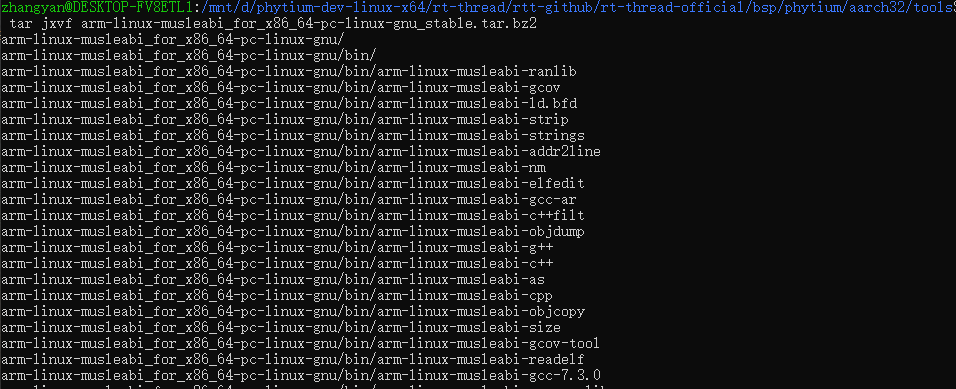 zhangyan@DESKTOP-FV8ETL1:/mnt/d/phytium-dev-linux-x64/rt-thread/rtt-github/rt-thread-official/bsp/phytium/aarch32/tools$
tar jxvf arm-linux-musleabi_for_x86_64-pc-linux-gnu_stable.tar.bz2
arm-linux-musleabi_for_x86_64-pc-linux-gnu/
arm-linux-musleabi_for_x86_64-pc-linux-gnu/bin/
arm-linux-musleabi_for_x86_64-pc-linux-gnu/bin/arm-linux-musleabi-ranlib
arm-linux-musleabi_for_x86_64-pc-linux-gnu/bin/arm-linux-musleabi-gcov
arm-linux-musleabi_for_x86_64-pc-linux-gnu/bin/arm-linux-musleabi-ld.bfd
arm-linux-musleabi_for_x86_64-pc-linux-gnu/bin/arm-linux-musleabi-strip
arm-linux-musleabi_for_x86_64-pc-linux-gnu/bin/arm-linux-musleabi-strings
arm-linux-musleabi_for_x86_64-pc-linux-gnu/bin/arm-linux-musleabi-addr2line
arm-linux-musleabi_for_x86_64-pc-linux-gnu/bin/arm-linux-musleabi-nm
arm-linux-musleabi_for_x86_64-pc-linux-gnu/bin/arm-linux-musleabi-elfedit
arm-linux-musleabi_for_x86_64-pc-linux-gnu/bin/arm-linux-musleabi-gcc-ar
arm-linux-musleabi_for_x86_64-pc-linux-gnu/bin/arm-linux-musleabi-c++filt
arm-linux-musleabi_for_x86_64-pc-linux-gnu/bin/arm-linux-musleabi-objdump
arm-linux-musleabi_for_x86_64-pc-linux-gnu/bin/arm-linux-musleabi-g++
arm-linux-musleabi_for_x86_64-pc-linux-gnu/bin/arm-linux-musleabi-c++
arm-linux-musleabi_for_x86_64-pc-linux-gnu/bin/arm-linux-musleabi-as
arm-linux-musleabi_for_x86_64-pc-linux-gnu/bin/arm-linux-musleabi-cpp
arm-linux-musleabi_for_x86_64-pc-linux-gnu/bin/arm-linux-musleabi-objcopy
arm-linux-musleabi_for_x86_64-pc-linux-gnu/bin/arm-linux-musleabi-size
arm-linux-musleabi_for_x86_64-pc-linux-gnu/bin/arm-linux-musleabi-gcov-tool
arm-linux-musleabi_for_x86_64-pc-linux-gnu/bin/arm-linux-musleabi-readelf
arm-linux-musleabi_for_x86_64-pc-linux-gnu/bin/arm-linux-musleabi-gcc-7.3.0